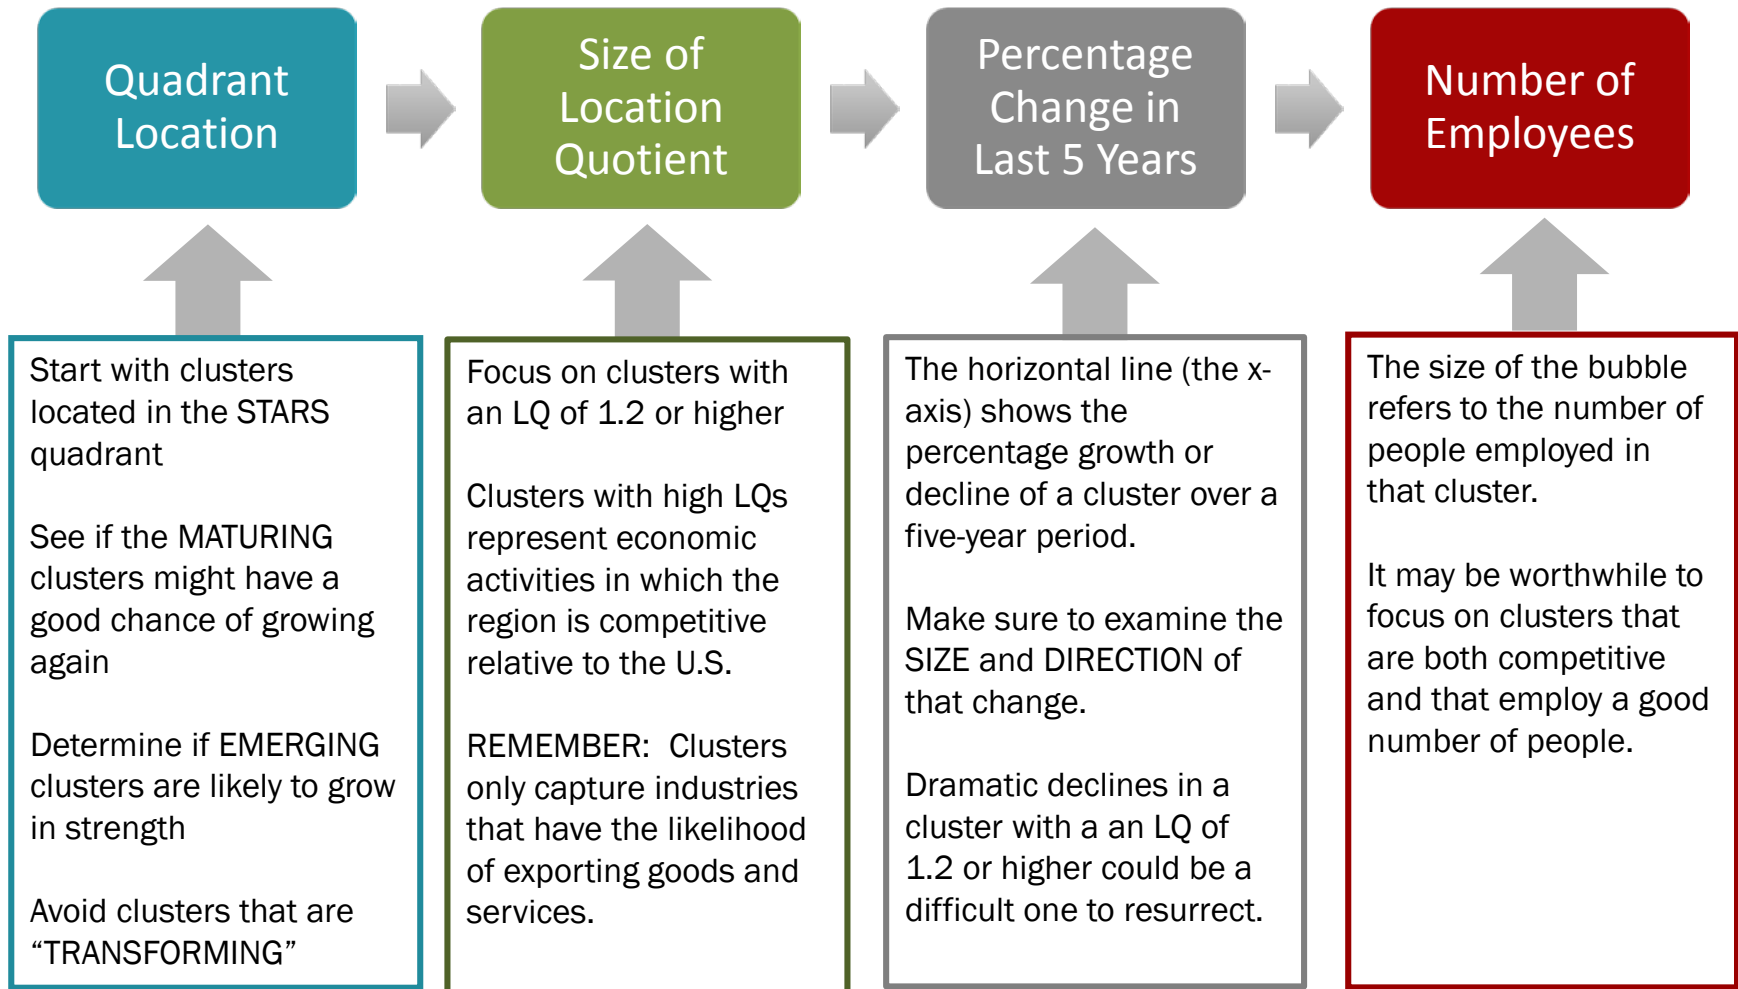 Quadrant
Location
Size of
Location
Quotient
Percentage
Change in
Last 5 Years
Number of
Employees
Start with clusters
located in the STARS
quadrant
See if the MATURING
clusters might have a
good chance of growing
again
Determine if EMERGING
clusters are likely to grow
in strength
Avoid clusters that are
“TRANSFORMING”
Focus on clusters with
an LQ of 1.2 or higher
Clusters with high LQs
represent economic
activities in which the
region is competitive
relative to the U.S.
REMEMBER:  Clusters
only capture industries
that have the likelihood
of exporting goods and
services.
The horizontal line (the x-
axis) shows the
percentage growth or
decline of a cluster over a
five-year period.
Make sure to examine the
SIZE and DIRECTION of
that change.
Dramatic declines in a
cluster with a an LQ of
1.2 or higher could be a
difficult one to resurrect.
The size of the bubble
refers to the number of
people employed in
that cluster.
It may be worthwhile to
focus on clusters that
are both competitive
and that employ a good
number of people.